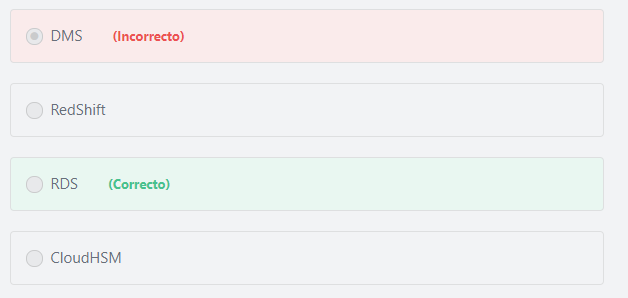 DMS (Incorrecto)
RedShift
RDS (Correcto)
CloudHSM